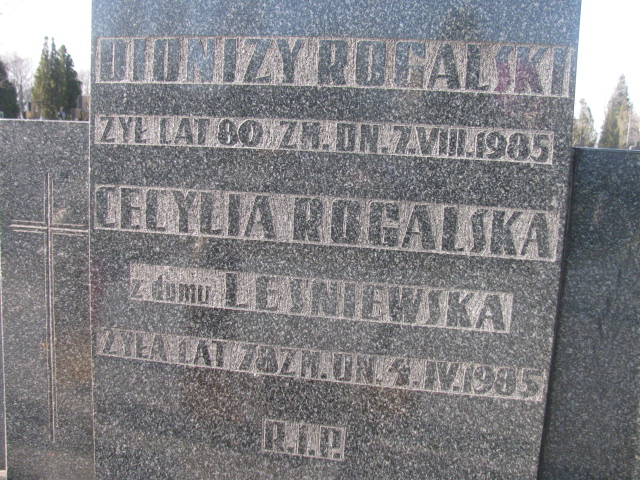 DIONIZY ROGALSKI
ŻYŁ LAT 80 ZM. DN. 7.VIII.1985
CECYLIA ROGALSKA
z domu LEŚNIEWSKA
ŻYŁA LAT 78 ZM. DN. 4.IV.1985
R.I.P.